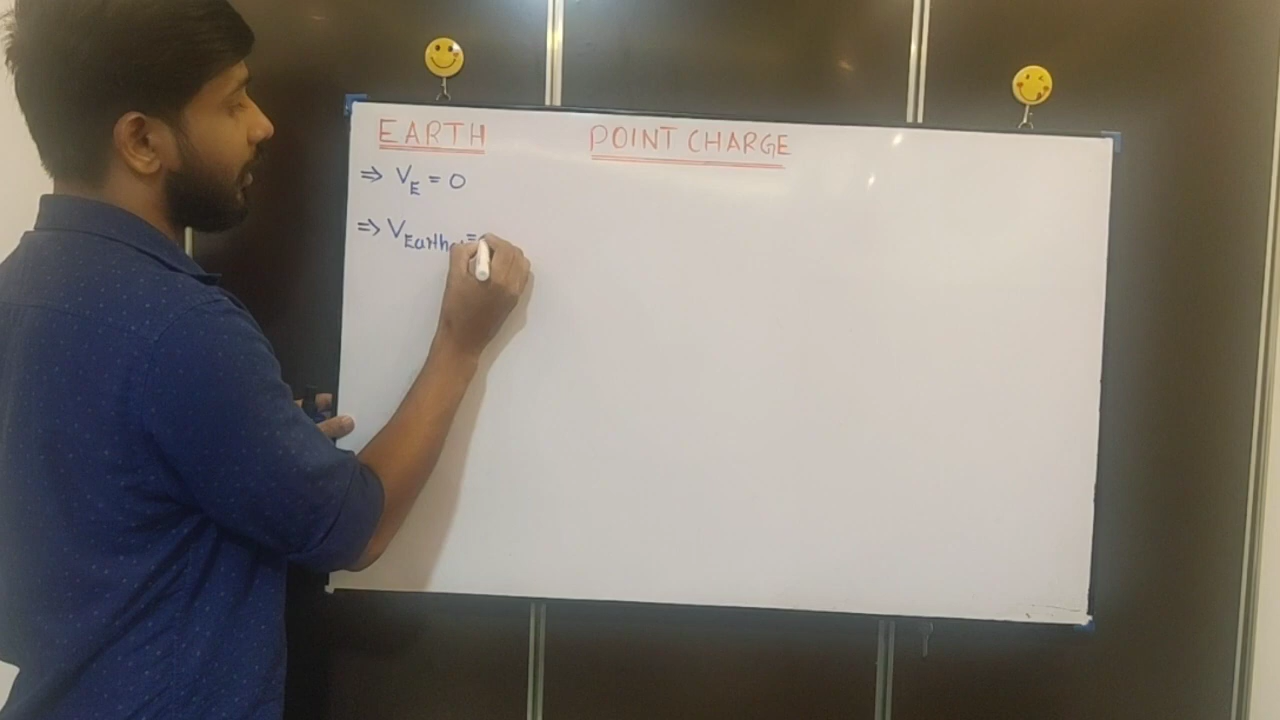 EARTH POINT CHARGE
⇒ V_E = 0
⇒ V_Earth =